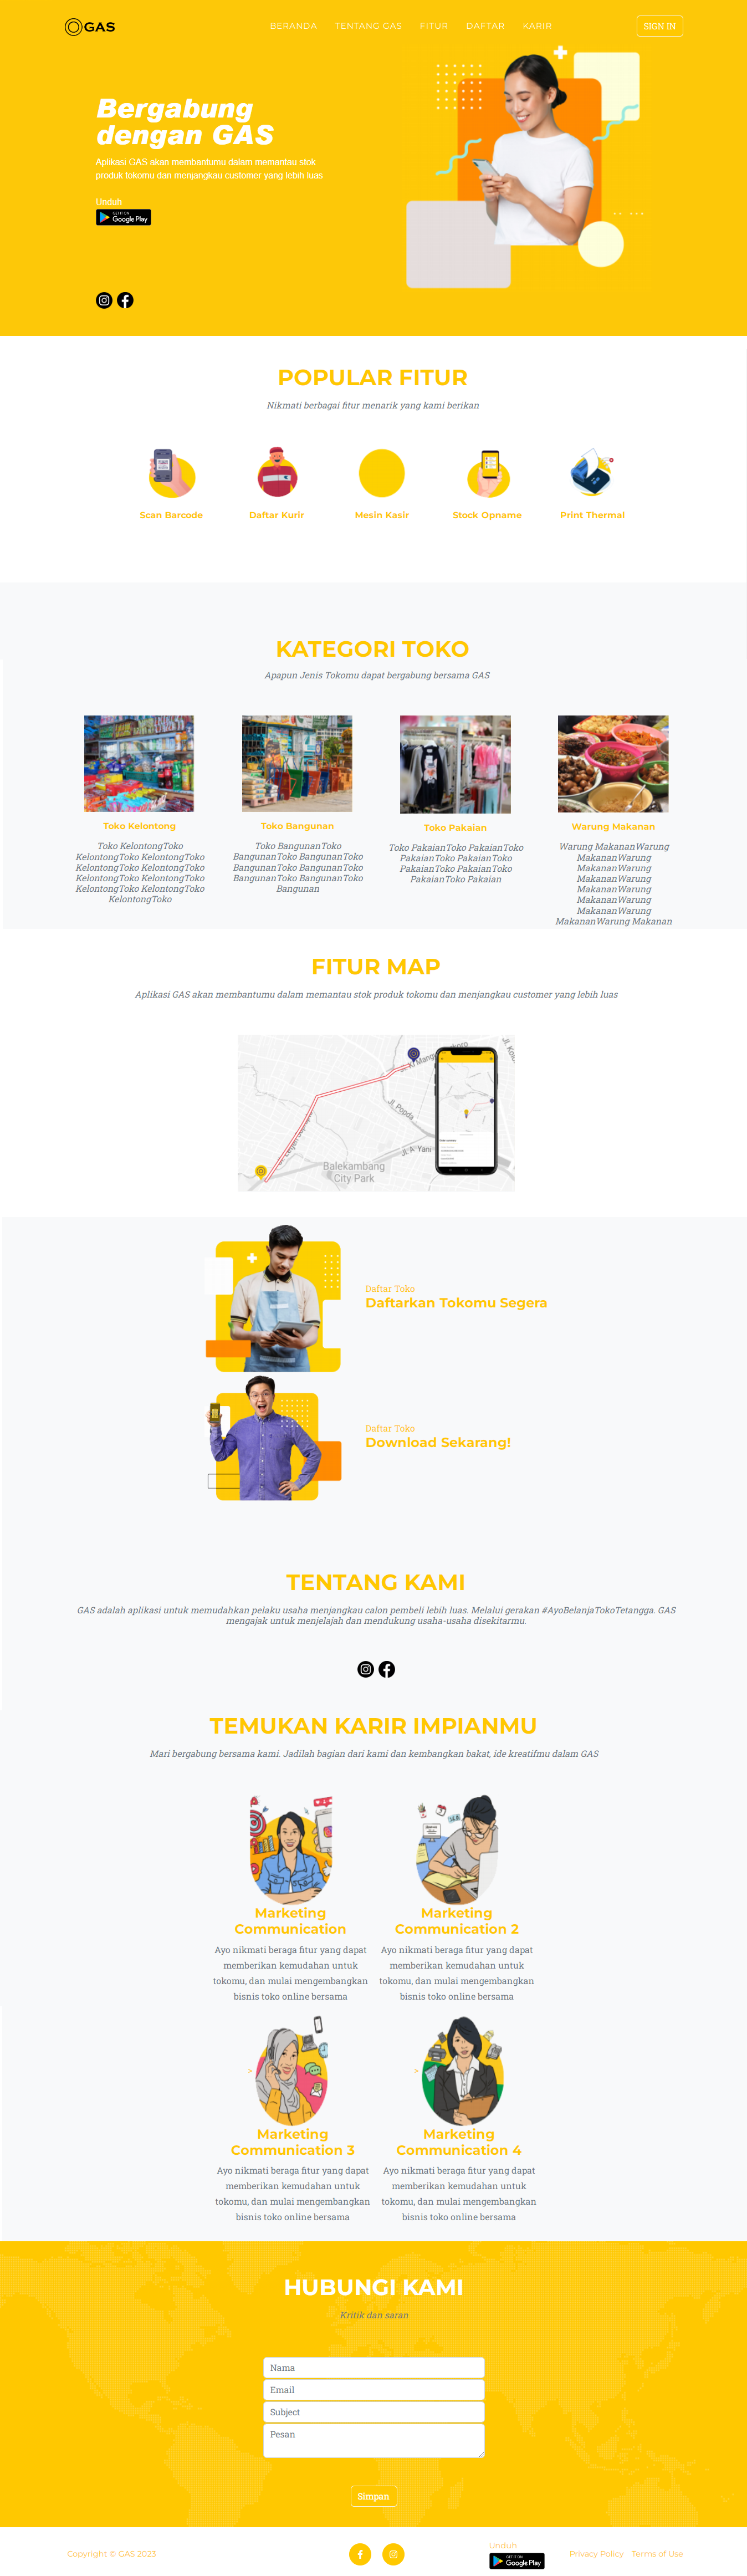 GAS
BERANDA
TENTANG GAS
FITUR
DAFTAR
KARIR
SIGN IN
Bergabung
dengan GAS
Aplikasi GAS akan membantumu dalam memantau stok
produk tokomu dan menjangkau customer yang lebih luas
Unduh
GET IT ON
Google Play
POPULAR FITUR
Nikmati berbagai fitur menarik yang kami berikan
Scan Barcode
Daftar Kurir
Mesin Kasir
Stock Opname
Print Thermal
KATEGORI TOKO
Apapun Jenis Tokomu dapat bergabung bersama GAS
Toko Kelontong
Toko KelontongToko
KelontongToko KelontongToko
KelontongToko KelontongToko
KelontongToko KelontongToko
KelontongToko KelontongToko
KelontongToko
Toko Bangunan
Toko BangunanToko
BangunanToko BangunanToko
BangunanToko BangunanToko
BangunanToko BangunanToko
Bangunan
Toko Pakaian
Toko PakaianToko PakaianToko
PakaianToko PakaianToko
PakaianToko PakaianToko
PakaianToko Pakaian
Warung Makanan
Warung MakananWarung
MakananWarung
MakananWarung
MakananWarung
MakananWarung
MakananWarung
MakananWarung
MakananWarung Makanan
FITUR MAP
Aplikasi GAS akan membantumu dalam memantau stok produk tokomu dan menjangkau customer yang lebih luas
Jl. Popda
Jl. A. Yani
Balekambang
City Park
Daftar Toko
Daftarkan Tokomu Segera
Daftar Toko
Download Sekarang!
TENTANG KAMI
GAS adalah aplikasi untuk memudahkan pelaku usaha menjangkau calon pembeli lebih luas. Melalui gerakan #AyoBelanjaTokoTetangga. GAS
mengajak untuk menjelajah dan mendukung usaha-usaha disekitarmu.
TEMUKAN KARIR IMPIANMU
Mari bergabung bersama kami. Jadilah bagian dari kami dan kembangkan bakat, ide kreatifmu dalam GAS
Marketing
Communication
Ayo nikmati beraga fitur yang dapat
memberikan kemudahan untuk
tokomu, dan mulai mengembangkan
bisnis toko online bersama
Marketing
Communication 2
Ayo nikmati beraga fitur yang dapat
memberikan kemudahan untuk
tokomu, dan mulai mengembangkan
bisnis toko online bersama
>
Marketing
Communication 3
Ayo nikmati beraga fitur yang dapat
memberikan kemudahan untuk
tokomu, dan mulai mengembangkan
bisnis toko online bersama
>
Marketing
Communication 4
Ayo nikmati beraga fitur yang dapat
memberikan kemudahan untuk
tokomu, dan mulai mengembangkan
bisnis toko online bersama
HUBUNGI KAMI
Kritik dan saran
Nama
Email
Subject
Pesan
Simpan
Copyright © GAS 2023
Unduh
GET IT ON
Google Play
Privacy Policy
Terms of Use